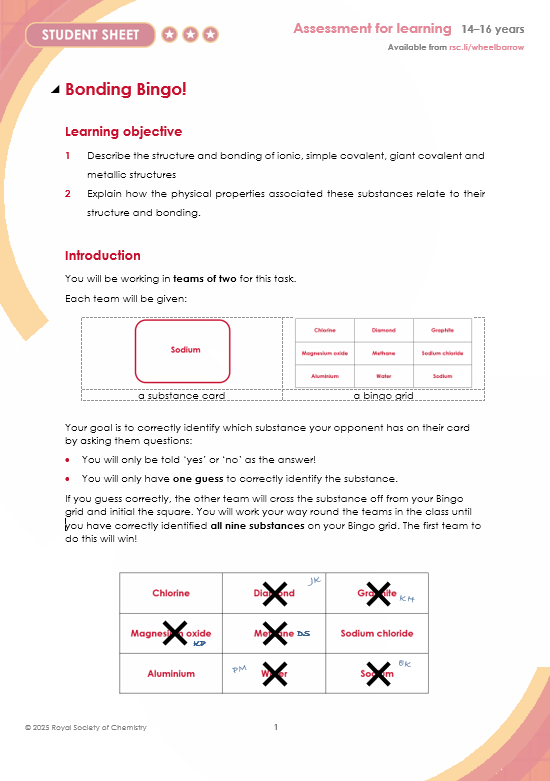 STUDENT SHEET
Assessment for learning 14–16 years
Available from rsc.li/wheelbarrow
Bonding Bingo!
Learning objective
1 Describe the structure and bonding of ionic, simple covalent, giant covalent and
metallic structures
2 Explain how the physical properties associated these substances relate to their
structure and bonding.
Introduction
You will be working in teams of two for this task.
Each team will be given:
Sodium
Chlorine Diamond Graphite
Magnesium oxide Methane Sodium chloride
Aluminium Water Sodium
a substance card a bingo grid
Your goal is to correctly identify which substance your opponent has on their card
by asking them questions:
• You will only be told ‘yes’ or ‘no’ as the answer!
• You will only have one guess to correctly identify the substance.
If you guess correctly, the other team will cross the substance off from your Bingo
grid and initial the square. You will work your way round the teams in the class until
you have correctly identified all nine substances on your Bingo grid. The first team to
do this will win!
Chlorine Diamond JK Graphite KH
Magnesium oxide KD Methane DS Sodium chloride
Aluminium PM Water Sodium BK
© 2025 Royal Society of Chemistry 1